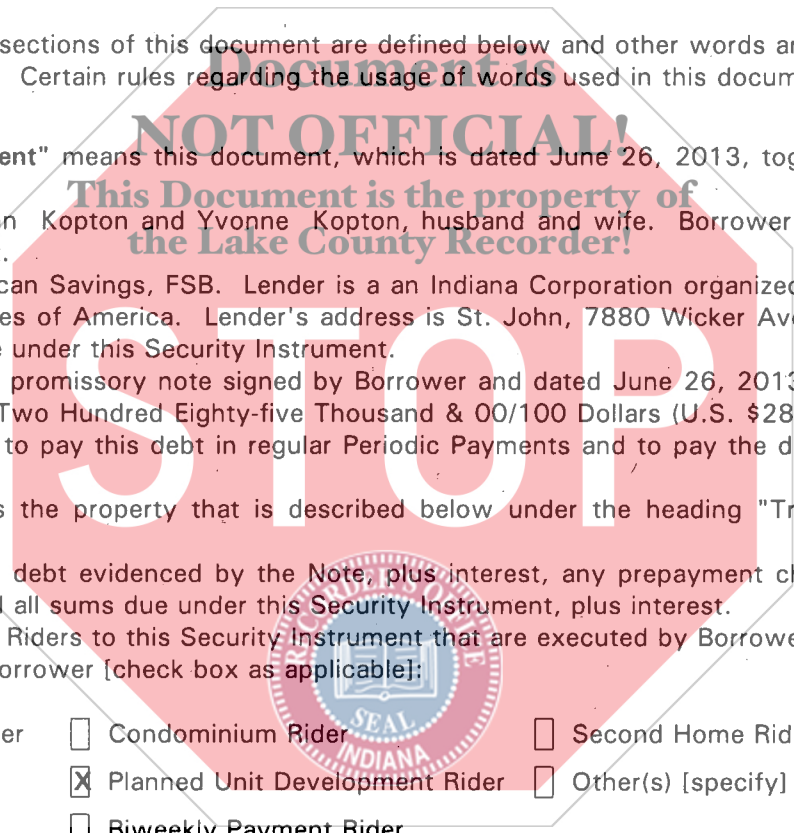 sections of this document are defined below and other words
Document is
Certain rules regarding the usage of words used in this docum
NOT OFFICIAL!
ent" means this document, which is dated June 26, 2013, tog
This Document is the property of
n Kopton and Yvonne Kopton, husband and wife. Borrower
the Lake County Recorder!
can Savings, FSB. Lender is a an Indiana Corporation organized
es of America. Lender's address is St. John, 7880 Wicker Av
e under this Security Instrument.
promissory note signed by Borrower and dated June 26, 2013
Two Hundred Eighty-five Thousand & 00/100 Dollars (U.S. $28
to pay this debt in regular Periodic Payments and to pay the d
STOP
s the property that is described below under the heading "Tr
debt evidenced by the Note, plus interest, any prepayment c
all sums due under this Security Instrument, plus interest.
Riders to this Security Instrument that are executed by Borrowe
orrower [check box as applicable]:
RECORDER'S OFFICE
SEAL
INDIANA
er Condominium Rider Second Home Rid
X Planned Unit Development Rider Other(s) [specify]
Biweekly Payment Rider